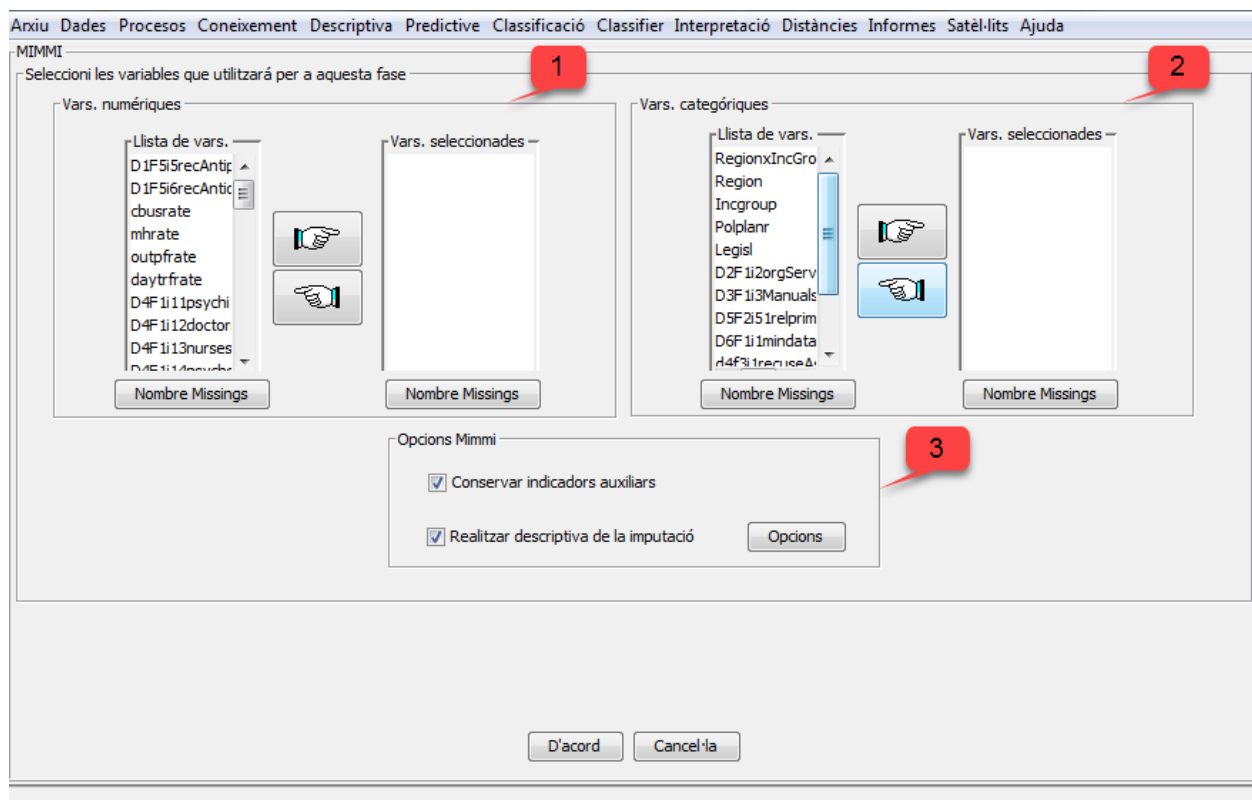 Arxiu Dades Procesos Coneixement Descriptiva Predictive Classificació Classifier Interpretació Distàncies Informes Satèl·lits Ajuda
MIMMI
Seleccioni les variables que utilitzará per a aquesta fase
1
2
Vars. numériques
Vars. categóriques
Llista de vars.
Vars. seleccionades
Llista de vars.
Vars. seleccionades
D1F5i5recAntip
D1F5i6recAntic
cbusrate
mhrate
outpfrate
daytrfrate
D4F1i11psychi
D4F1i12doctor
D4F1i13nurses
D4F1i14psycho
RegionxIncGro
Region
Incgroup
Polplanr
Legisl
D2F1i2orgServ
D3F1i3Manuals
D5F2i51relprim
D6F1i1mindata
Nombre Missings
Nombre Missings
Nombre Missings
Nombre Missings
Opcions Mimmi
3
Conservar indicadors auxiliars
Realitzar descriptiva de la imputació
Opcions
D'acord
Cancel·la